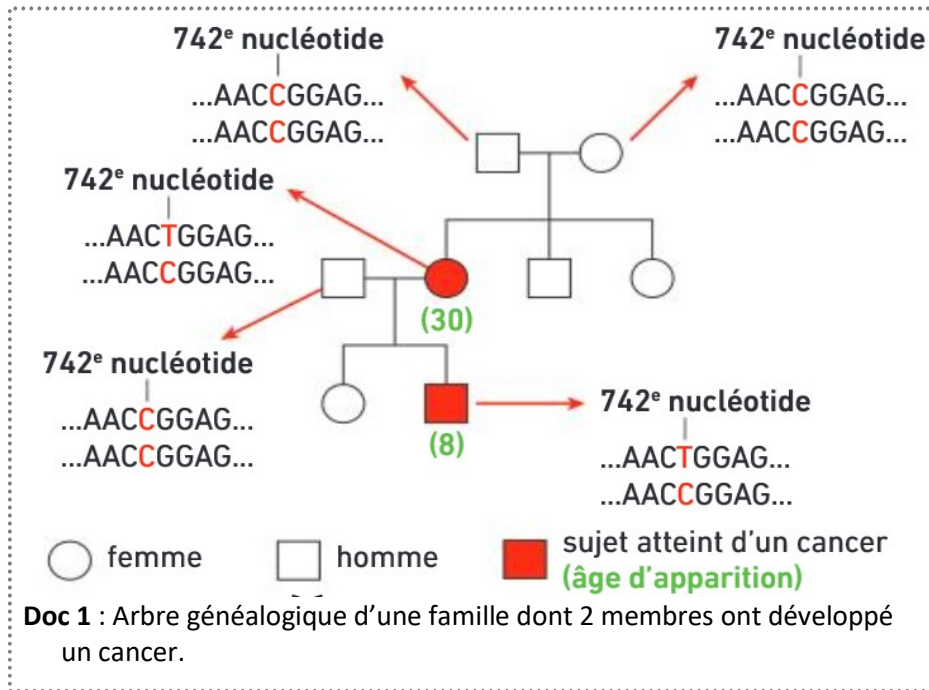 742e nucléotide
...AACCGGAG...
...AACCGGAG...
742e nucléotide
...AACCGGAG...
...AACCGGAG...
742e nucléotide
...AACTGGAG...
...AACCGGAG...
(30)
742e nucléotide
...AACCGGAG...
...AACCGGAG...
(8)
742e nucléotide
...AACTGGAG...
...AACCGGAG...
femme
homme
sujet atteint d'un cancer
(âge d'apparition)
Doc 1 : Arbre généalogique d'une famille dont 2 membres ont développé
un cancer.